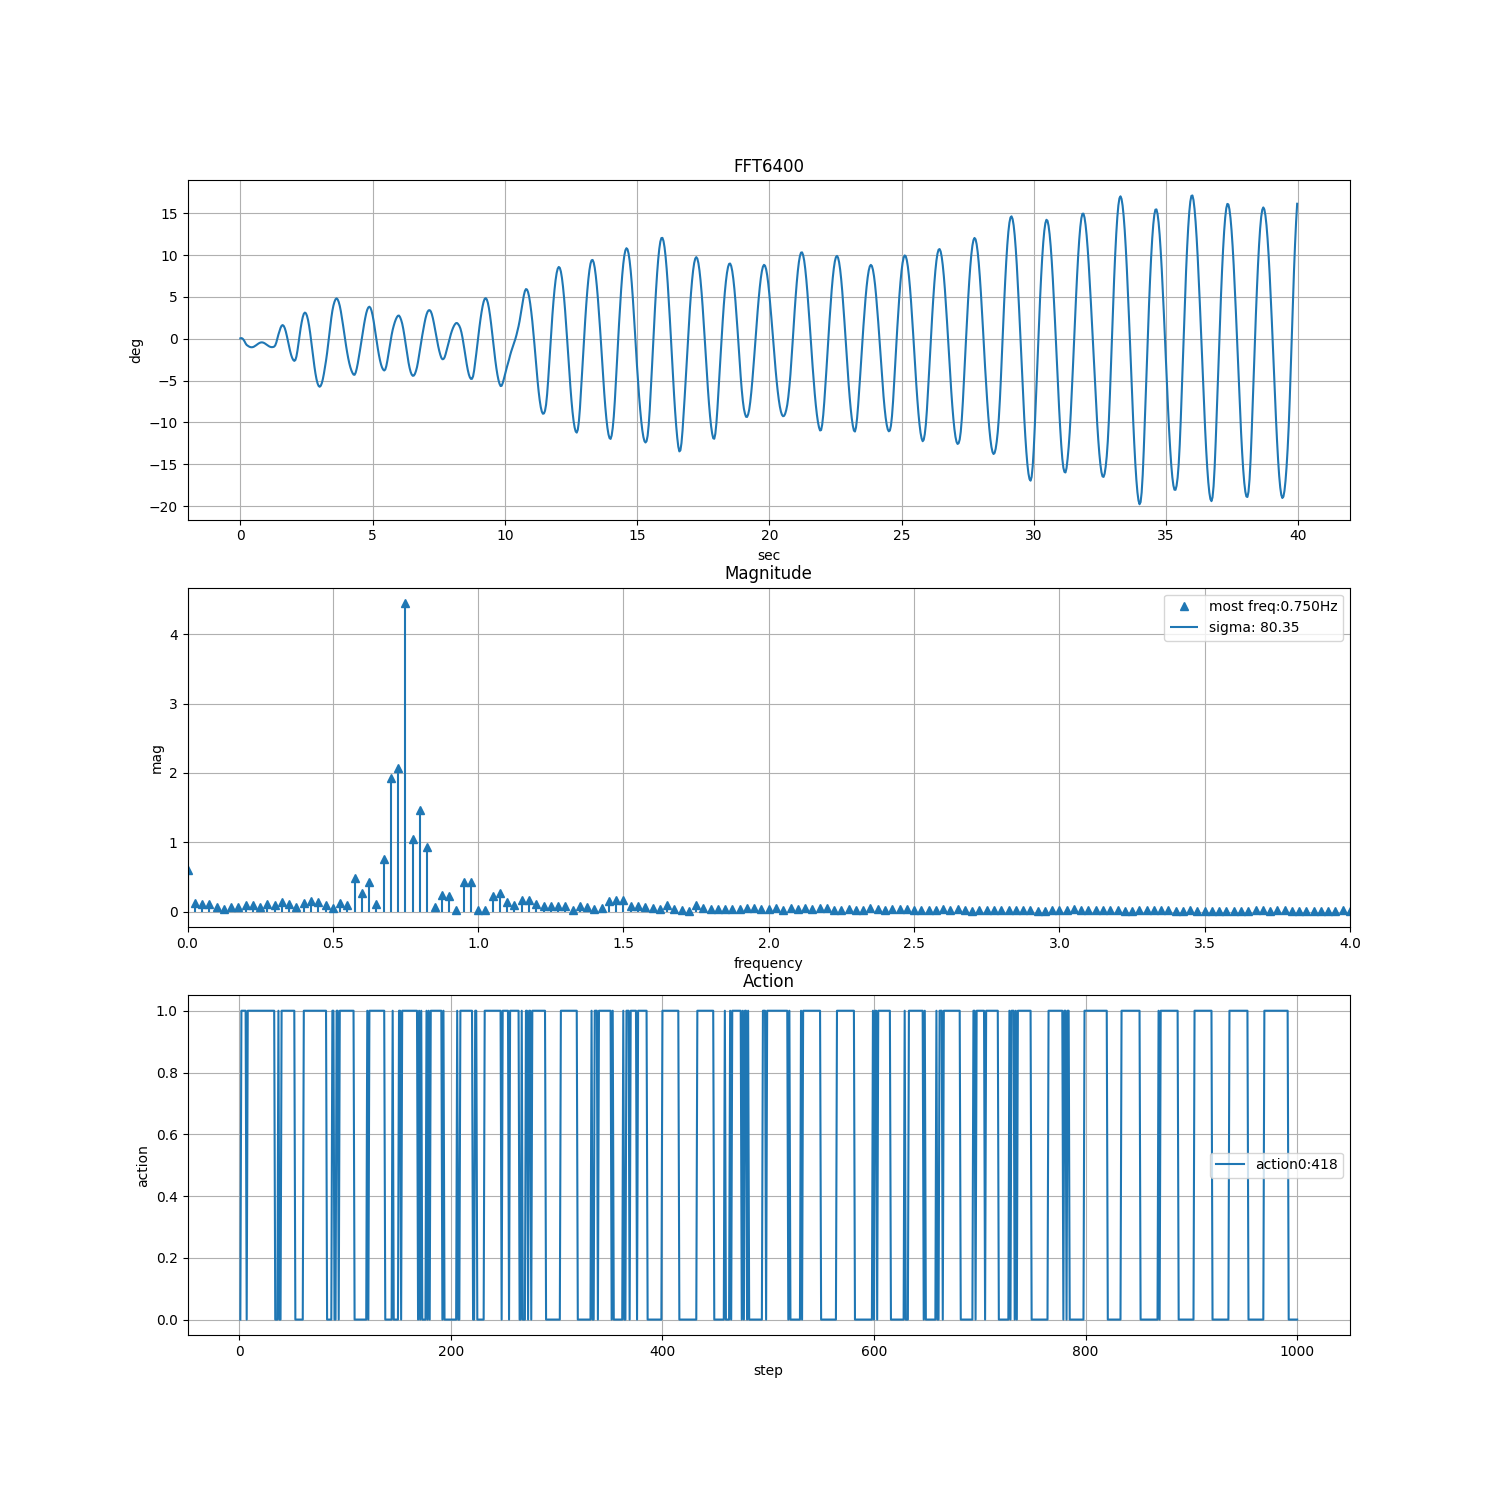 FFT6400
15
10
5
0
−5
−10
−15
−20
deg
0 5 10 15 20 25 30 35 40
sec
Magnitude
most freq:0.750Hz
sigma: 80.35
4
3
2
1
0
mag
0.0 0.5 1.0 1.5 2.0 2.5 3.0 3.5 4.0
frequency
Action
1.0
0.8
0.6
0.4
0.2
0.0
action
action0:418
0 200 400 600 800 1000
step